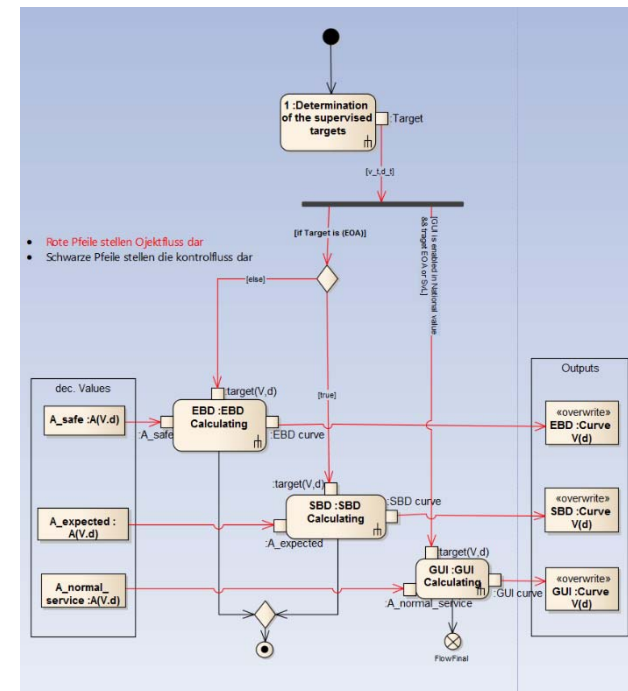 1 :Determination
of the supervised
targets
:Target
[v_t,d_t]
[if Target is (EOA)]
[GUI is enabled in National value
&& traget EOA or SvL]
• Rote Pfeile stellen Ojektfluss dar
• Schwarze Pfeile stellen die kontrollfluss dar
[else]
[true]
dec. Values
Outputs
:target(V,d)
A_safe :A(V.d)
:A_safe
EBD :EBD
Calculating
:EBD curve
«overwrite»
EBD :Curve
V(d)
:target(V,d)
A_expected :
A(V.d)
:A_expected
SBD :SBD
Calculating
:SBD curve
«overwrite»
SBD :Curve
V(d)
:target(V,d)
A_normal_
service :A(V.d)
:A_normal_service
GUI :GUI
Calculating
:GUI curve
«overwrite»
GUI :Curve
V(d)
FlowFinal